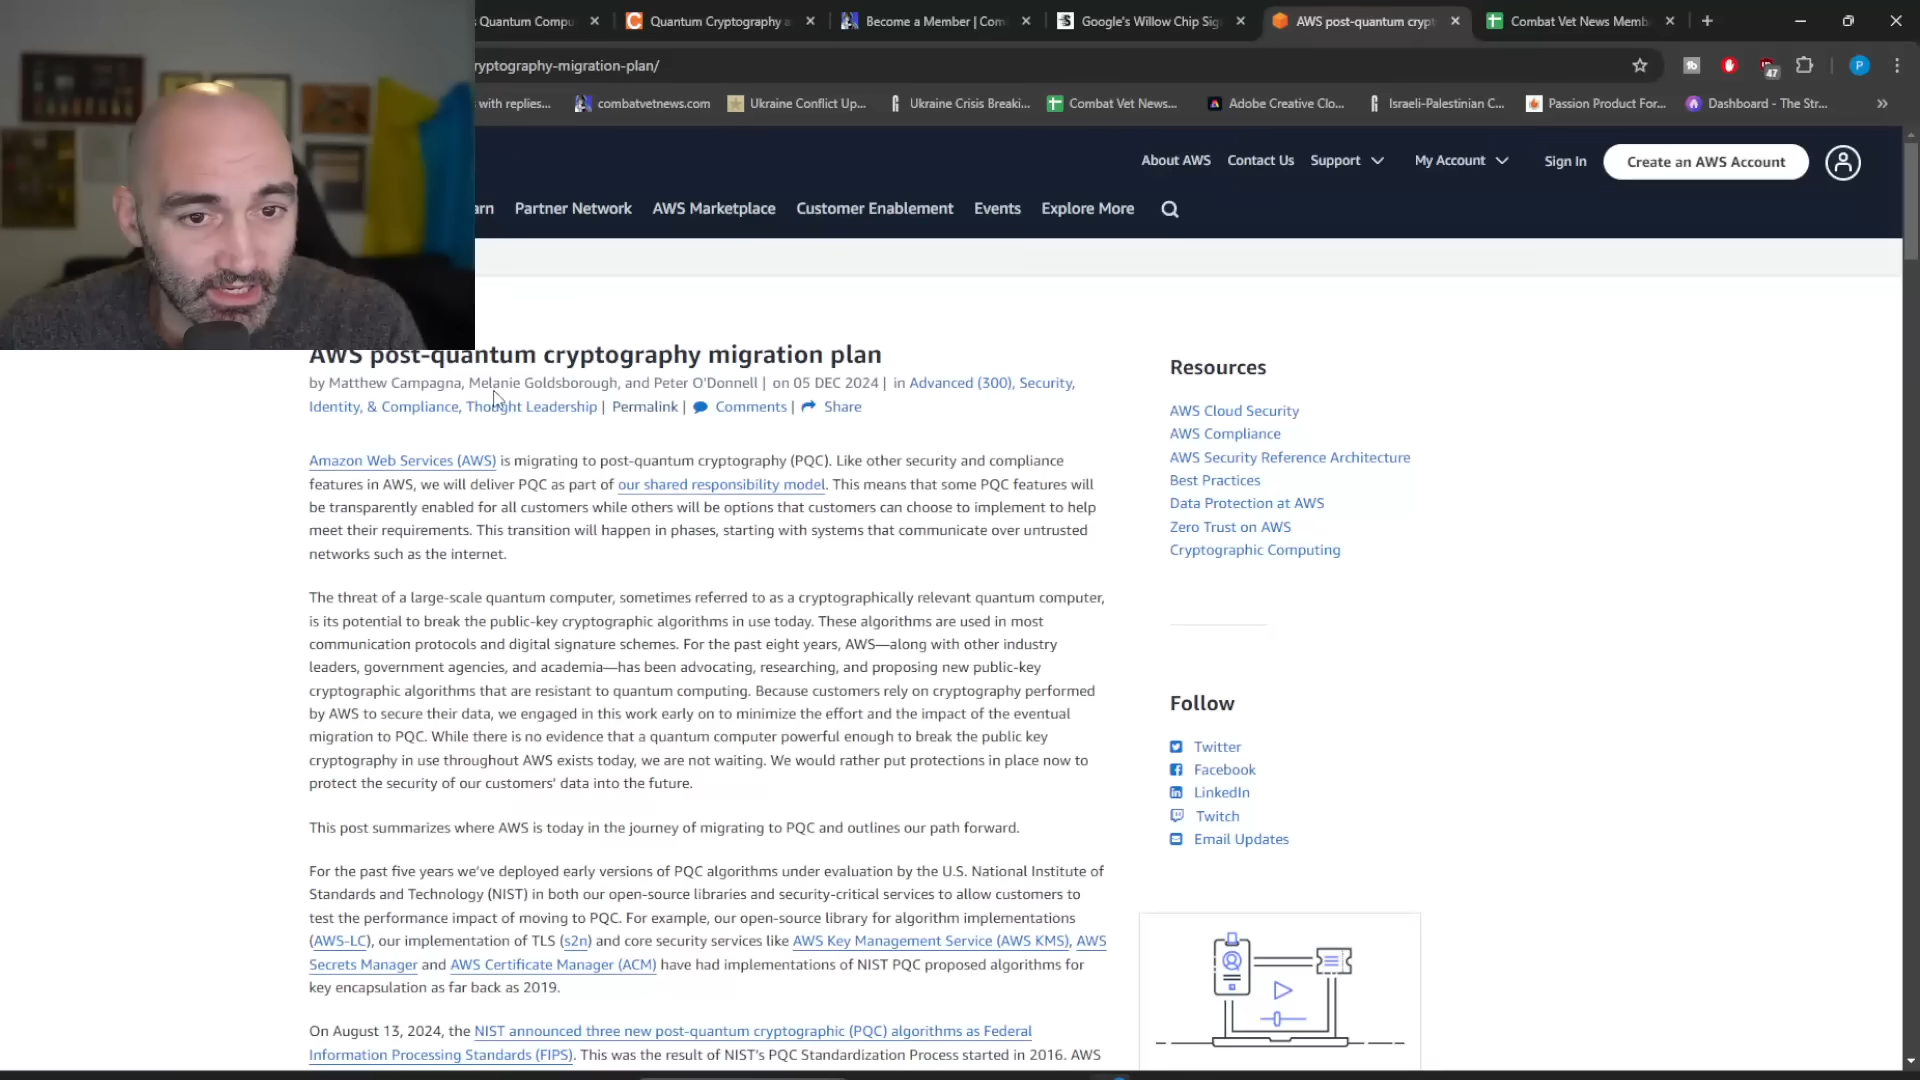 Quantum Compu
Quantum Cryptography a
Become a Member | Com
Google's Willow Chip Sig
AWS post-quantum crypt
Combat Vet News Memb
ryptography-migration-plan/
47
P
with replies...
combatvetnews.com
Ukraine Conflict Up...
Ukraine Crisis Breaki...
Combat Vet News...
Adobe Creative Clo...
Israeli-Palestinian C...
Passion Product For...
Dashboard - The Str...
About AWS Contact Us Support My Account Sign In Create an AWS Account
rn Partner Network AWS Marketplace Customer Enablement Events Explore More
AWS post-quantum cryptography migration plan
by Matthew Campagna, Melanie Goldsborough, and Peter O'Donnell | on 05 DEC 2024 | in Advanced (300), Security,
Identity, & Compliance, Thought Leadership | Permalink | Comments | Share
Amazon Web Services (AWS) is migrating to post-quantum cryptography (PQC). Like other security and compliance
features in AWS, we will deliver PQC as part of our shared responsibility model. This means that some PQC features will
be transparently enabled for all customers while others will be options that customers can choose to implement to help
meet their requirements. This transition will happen in phases, starting with systems that communicate over untrusted
networks such as the internet.
The threat of a large-scale quantum computer, sometimes referred to as a cryptographically relevant quantum computer,
is its potential to break the public-key cryptographic algorithms in use today. These algorithms are used in most
communication protocols and digital signature schemes. For the past eight years, AWS—along with other industry
leaders, government agencies, and academia—has been advocating, researching, and proposing new public-key
cryptographic algorithms that are resistant to quantum computing. Because customers rely on cryptography performed
by AWS to secure their data, we engaged in this work early on to minimize the effort and the impact of the eventual
migration to PQC. While there is no evidence that a quantum computer powerful enough to break the public key
cryptography in use throughout AWS exists today, we are not waiting. We would rather put protections in place now to
protect the security of our customers' data into the future.
This post summarizes where AWS is today in the journey of migrating to PQC and outlines our path forward.
For the past five years we've deployed early versions of PQC algorithms under evaluation by the U.S. National Institute of
Standards and Technology (NIST) in both our open-source libraries and security-critical services to allow customers to
test the performance impact of moving to PQC. For example, our open-source library for algorithm implementations
(AWS-LC), our implementation of TLS (s2n) and core security services like AWS Key Management Service (AWS KMS), AWS
Secrets Manager and AWS Certificate Manager (ACM) have had implementations of NIST PQC proposed algorithms for
key encapsulation as far back as 2019.
On August 13, 2024, the NIST announced three new post-quantum cryptographic (PQC) algorithms as Federal
Information Processing Standards (FIPS). This was the result of NIST's PQC Standardization Process started in 2016. AWS
Resources
AWS Cloud Security
AWS Compliance
AWS Security Reference Architecture
Best Practices
Data Protection at AWS
Zero Trust on AWS
Cryptographic Computing
Follow
Twitter
Facebook
LinkedIn
Twitch
Email Updates